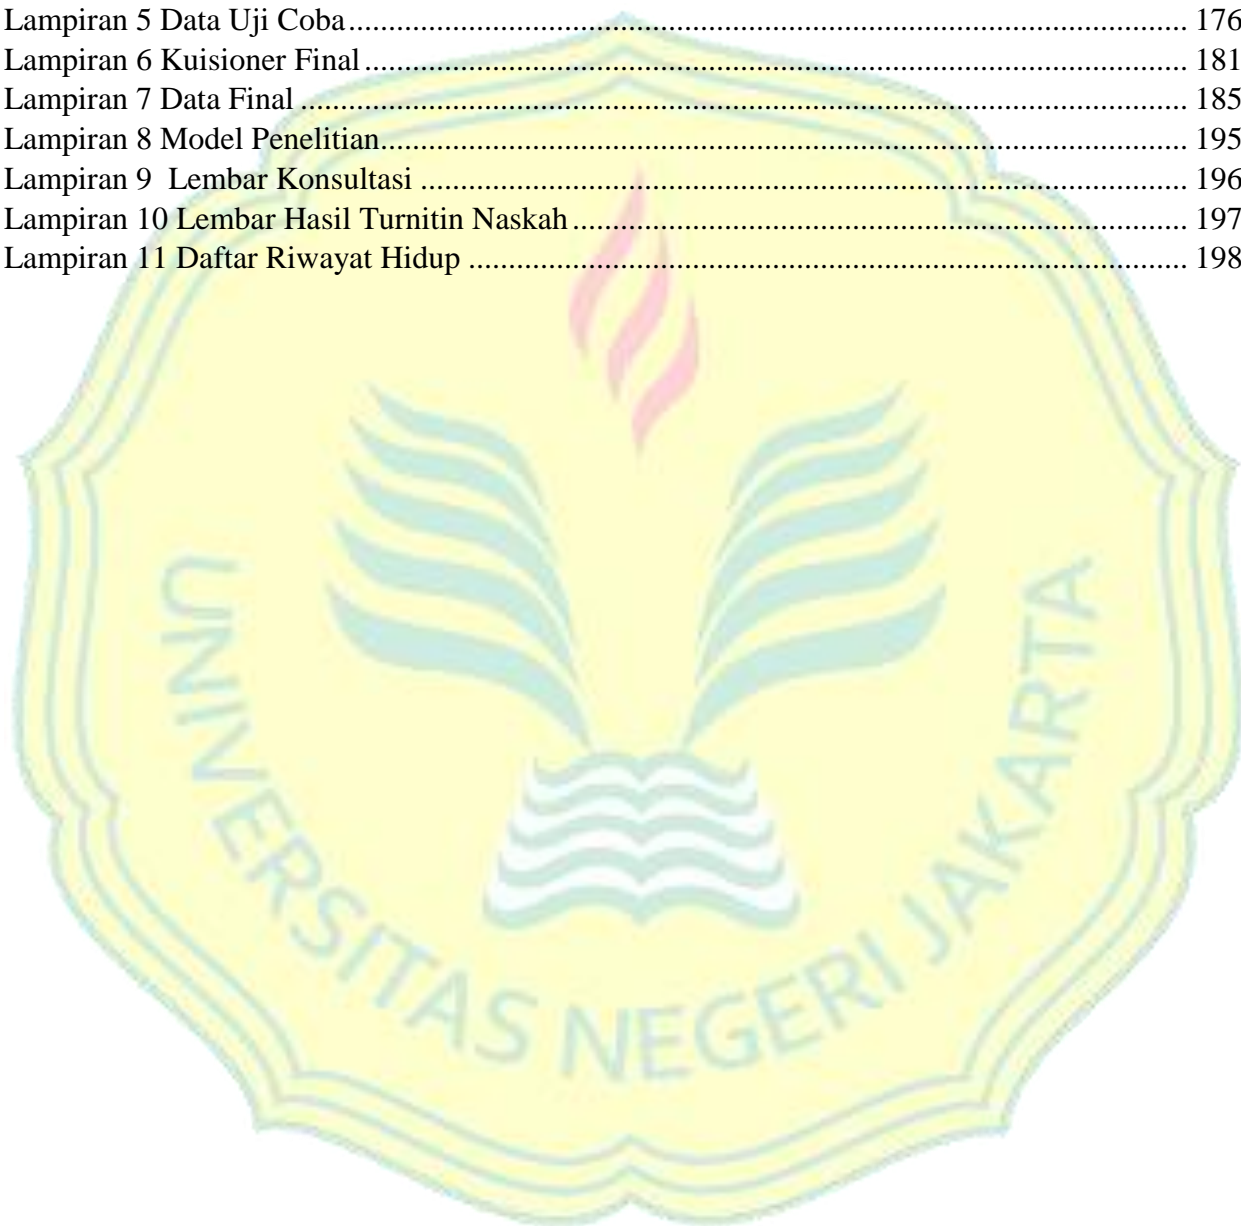 Lampiran 5 Data Uji Coba........................................................................................................ 176
Lampiran 6 Kuisioner Final...................................................................................................... 181
Lampiran 7 Data Final.............................................................................................................. 185
Lampiran 8 Model Penelitian.................................................................................................... 195
Lampiran 9  Lembar Konsultasi................................................................................................ 196
Lampiran 10 Lembar Hasil Turnitin Naskah............................................................................. 197
Lampiran 11 Daftar Riwayat Hidup.......................................................................................... 198
UNIVERSITAS NEGERI JAKARTA